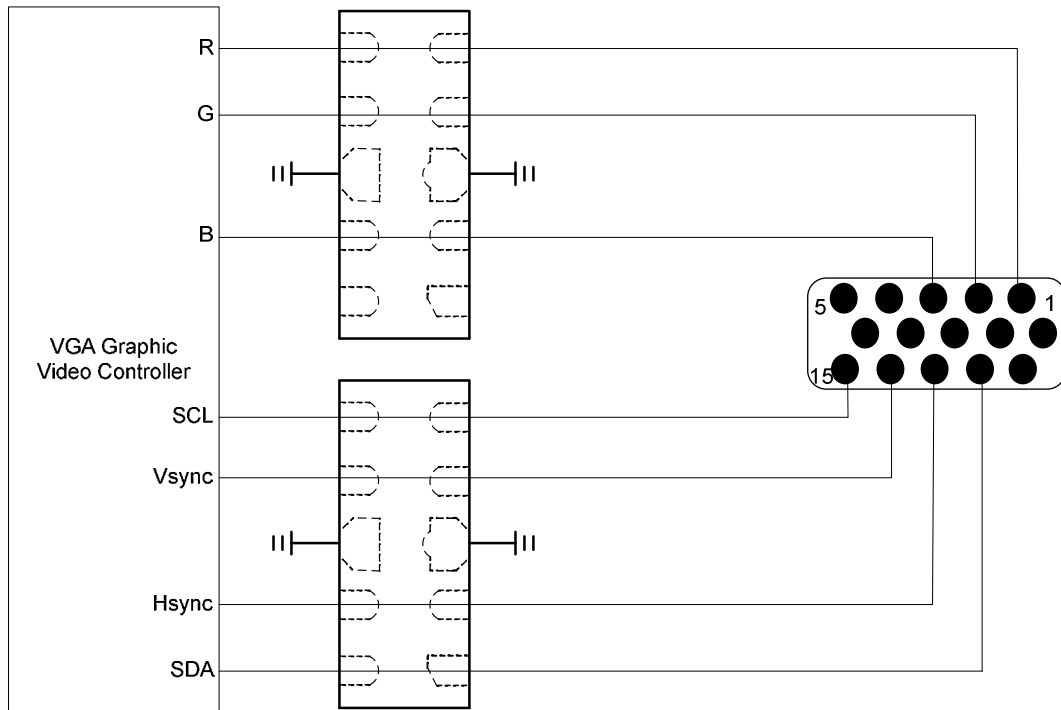 R
G
B
5
1
VGA Graphic
Video Controller
15
SCL
Vsync
Hsync
SDA